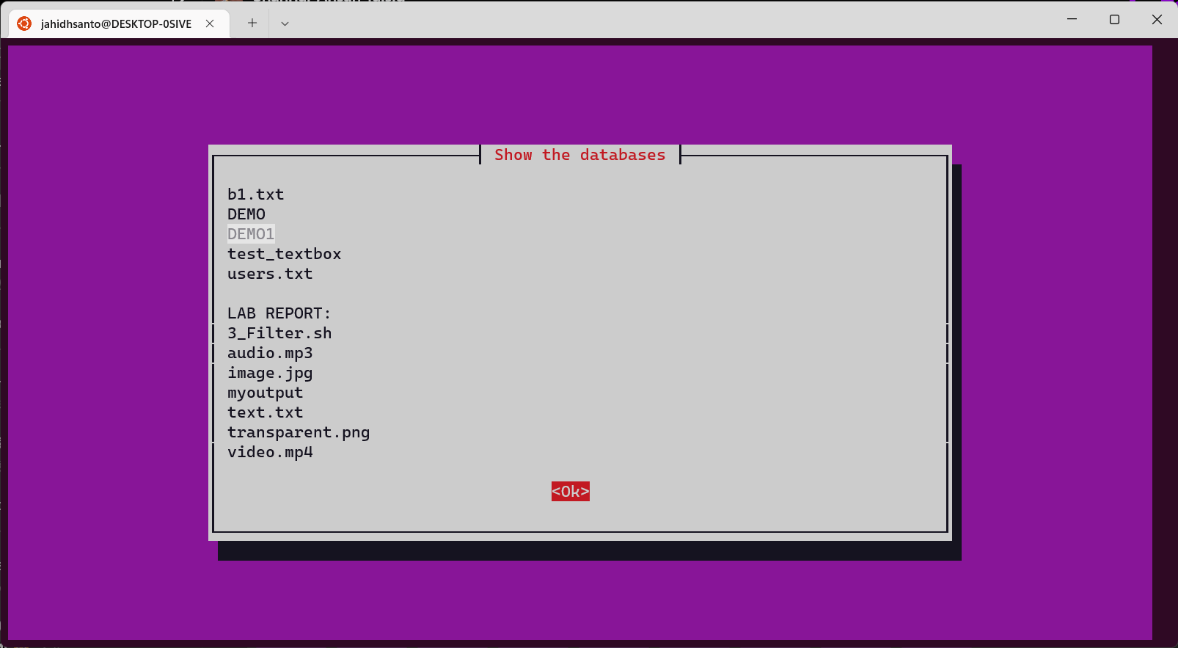 jahidhsanto@DESKTOP-0SIVE
Show the databases
b1.txt
DEMO
DEMO1
test_textbox
users.txt
LAB REPORT:
3_Filter.sh
audio.mp3
image.jpg
myoutput
text.txt
transparent.png
video.mp4
<Ok>